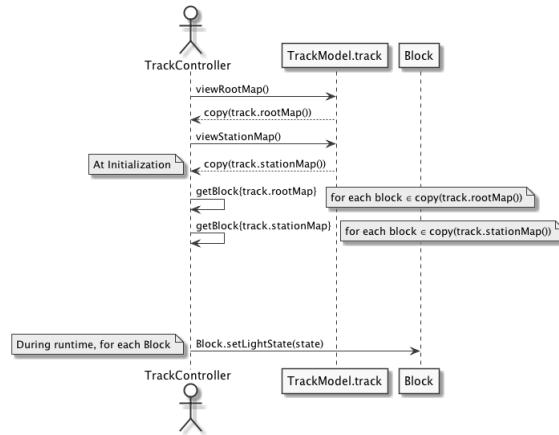 TrackController
TrackModel.track
Block
viewRootMap()
copy(track.rootMap())
viewStationMap()
At Initialization
copy(track.stationMap())
getBlock{track.rootMap}
for each block ∈ copy(track.rootMap())
getBlock{track.stationMap}
for each block ∈ copy(track.stationMap())
During runtime, for each Block
Block.setLightState(state)
TrackController
TrackModel.track
Block